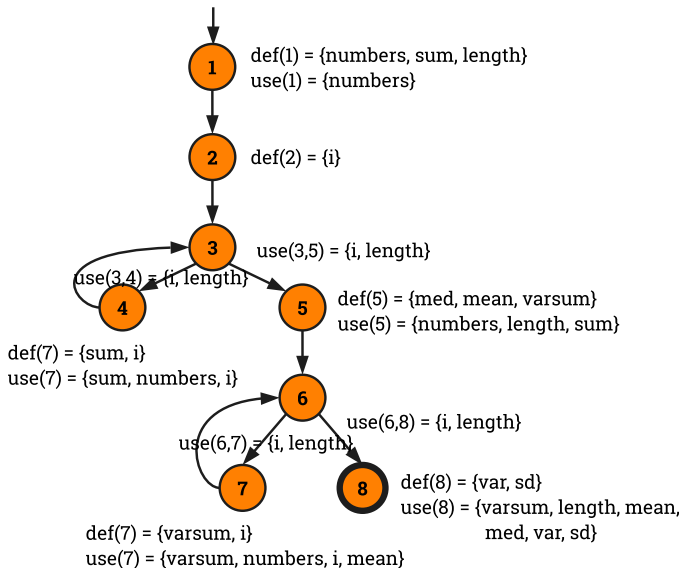 1
def(1) = {numbers, sum, length}
use(1) = {numbers}
2
def(2) = {i}
3
use(3,5) = {i, length}
use(3,4) = {i, length}
4
5
def(5) = {med, mean, varsum}
use(5) = {numbers, length, sum}
def(7) = {sum, i}
use(7) = {sum, numbers, i}
6
use(6,8) = {i, length}
use(6,7) = {i, length}
7
8
def(8) = {var, sd}
use(8) = {varsum, length, mean,
med, var, sd}
def(7) = {varsum, i}
use(7) = {varsum, numbers, i, mean}